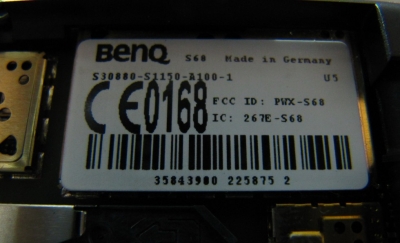 BenQ S68 Made in Germany
S30880-S1150-A100-1 U5
CE0168 FCC ID: PWX-S68
IC: 267E-S68
35843900 225875 2